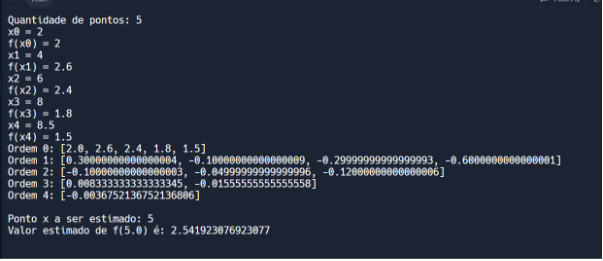 Quantidade de pontos: 5
x0 = 2
f(x0) = 2
x1 = 4
f(x1) = 2.6
x2 = 6
f(x2) = 2.4
x3 = 8
f(x3) = 1.8
x4 = 8.5
f(x4) = 1.5
Ordem 0: [2.0, 2.6, 2.4, 1.8, 1.5]
Ordem 1: [0.30000000000000004, -0.10000000000000009, -0.29999999999999993, -0.6000000000000001]
Ordem 2: [-0.10000000000000003, -0.04999999999999996, -0.12000000000000006]
Ordem 3: [0.008333333333333345, -0.01555555555555558]
Ordem 4: [-0.0036752136752136806]
Ponto x a ser estimado: 5
Valor estimado de f(5.0) é: 2.541923076923077